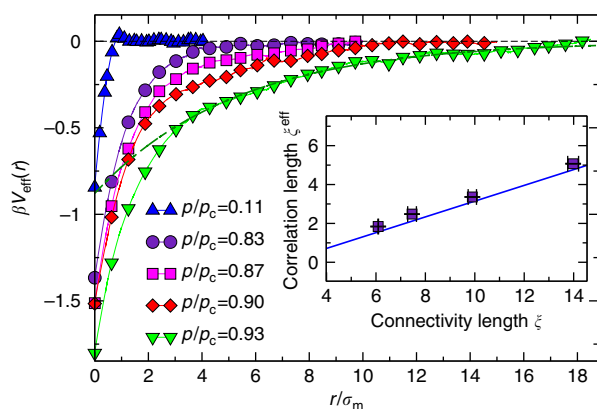 0
−0.5
−1
−1.5
βV_eff(r)
p/p_c=0.11
p/p_c=0.83
p/p_c=0.87
p/p_c=0.90
p/p_c=0.93
Correlation length ξ^eff
6
4
2
0
4 6 8 10 12 14
Connectivity length ξ
0 2 4 6 8 10 12 14 16 18
r/σ_m